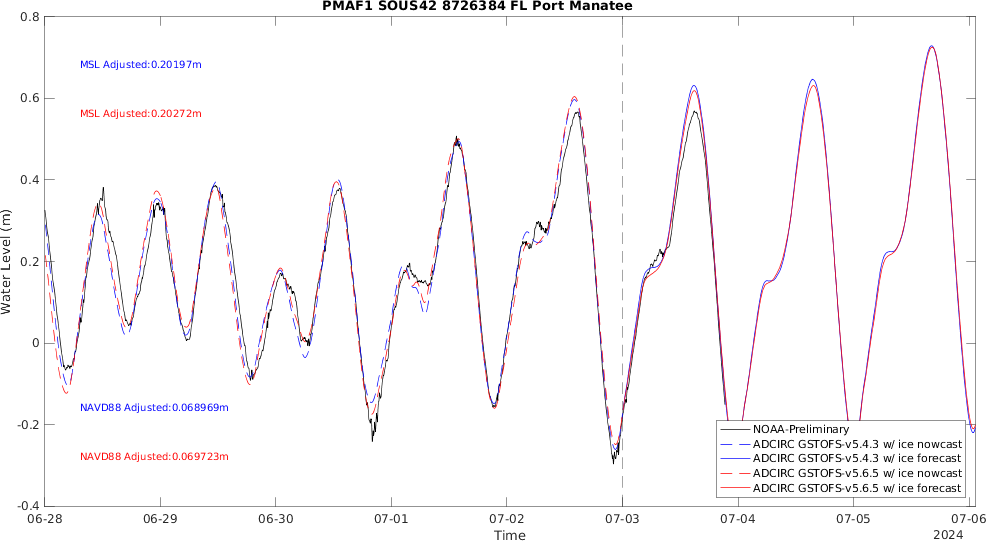 PMAF1 SOUS42 8726384 FL Port Manatee
0.8
0.6
0.4
0.2
0
-0.2
-0.4
Water Level (m)
MSL Adjusted:0.20197m
MSL Adjusted:0.20272m
NAVD88 Adjusted:0.068969m
NAVD88 Adjusted:0.069723m
NOAA-Preliminary
ADCIRC GSTOFS-v5.4.3 w/ ice nowcast
ADCIRC GSTOFS-v5.4.3 w/ ice forecast
ADCIRC GSTOFS-v5.6.5 w/ ice nowcast
ADCIRC GSTOFS-v5.6.5 w/ ice forecast
06-28 06-29 06-30 07-01 07-02 07-03 07-04 07-05 07-06
Time
2024